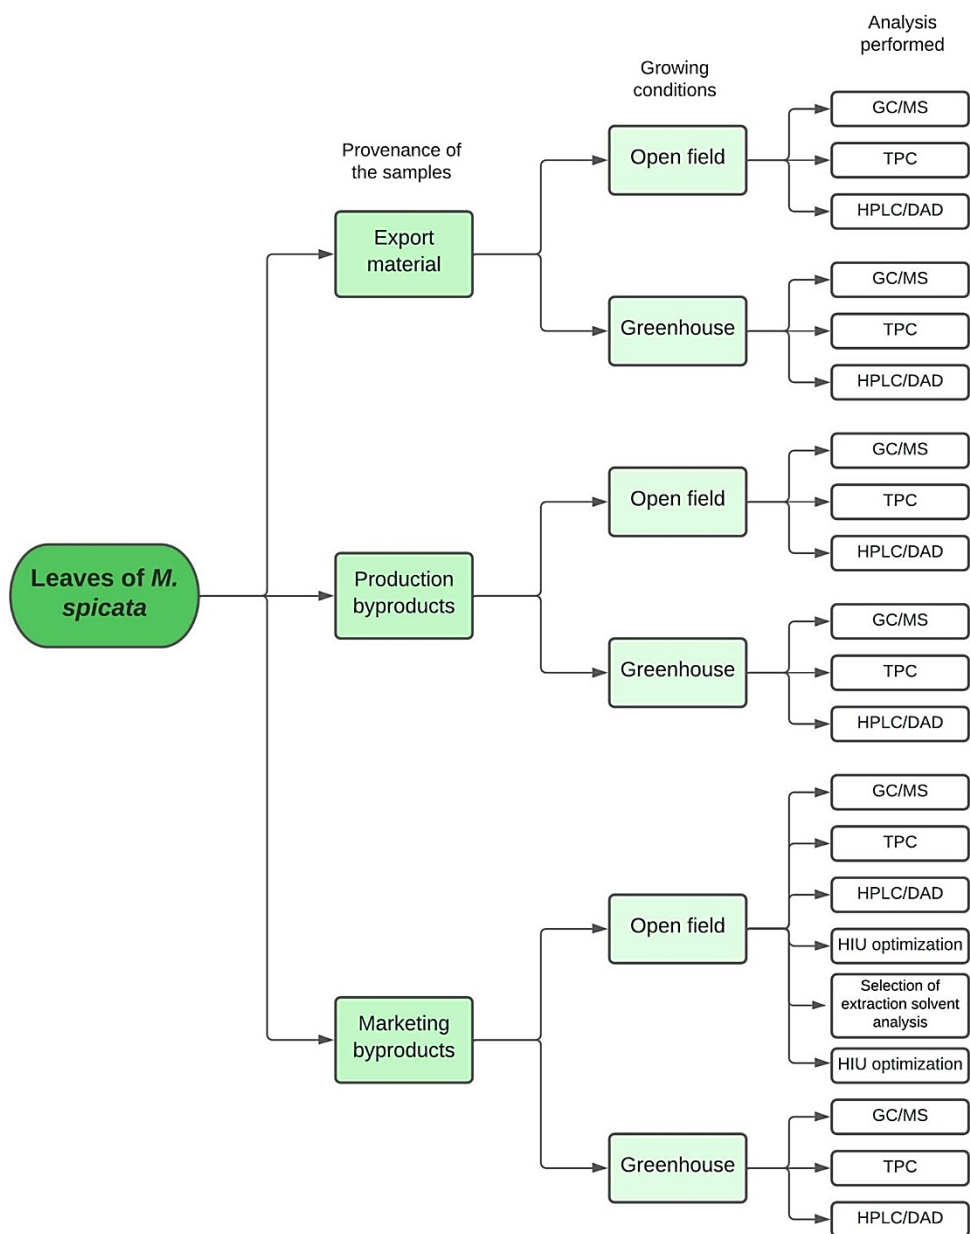 Analysis
performed
Growing
conditions
Provenance of
the samples
Leaves of M.
spicata
Export
material
Open field
GC/MS
TPC
HPLC/DAD
Greenhouse
GC/MS
TPC
HPLC/DAD
Production
byproducts
Open field
GC/MS
TPC
HPLC/DAD
Greenhouse
GC/MS
TPC
HPLC/DAD
Marketing
byproducts
Open field
GC/MS
TPC
HPLC/DAD
HIU optimization
Selection of
extraction solvent
analysis
HIU optimization
Greenhouse
GC/MS
TPC
HPLC/DAD